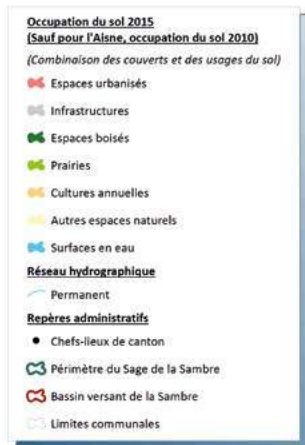 Occupation du sol 2015
(Sauf pour l'Aisne, occupation du sol 2010)
(Combinaison des couverts et des usages du sol)
Espaces urbanisés
Infrastructures
Espaces boisés
Prairies
Cultures annuelles
Autres espaces naturels
Surfaces en eau
Réseau hydrographique
Permanent
Repères administratifs
Chefs-lieux de canton
Périmètre du Sage de la Sambre
Bassin versant de la Sambre
Limites communales